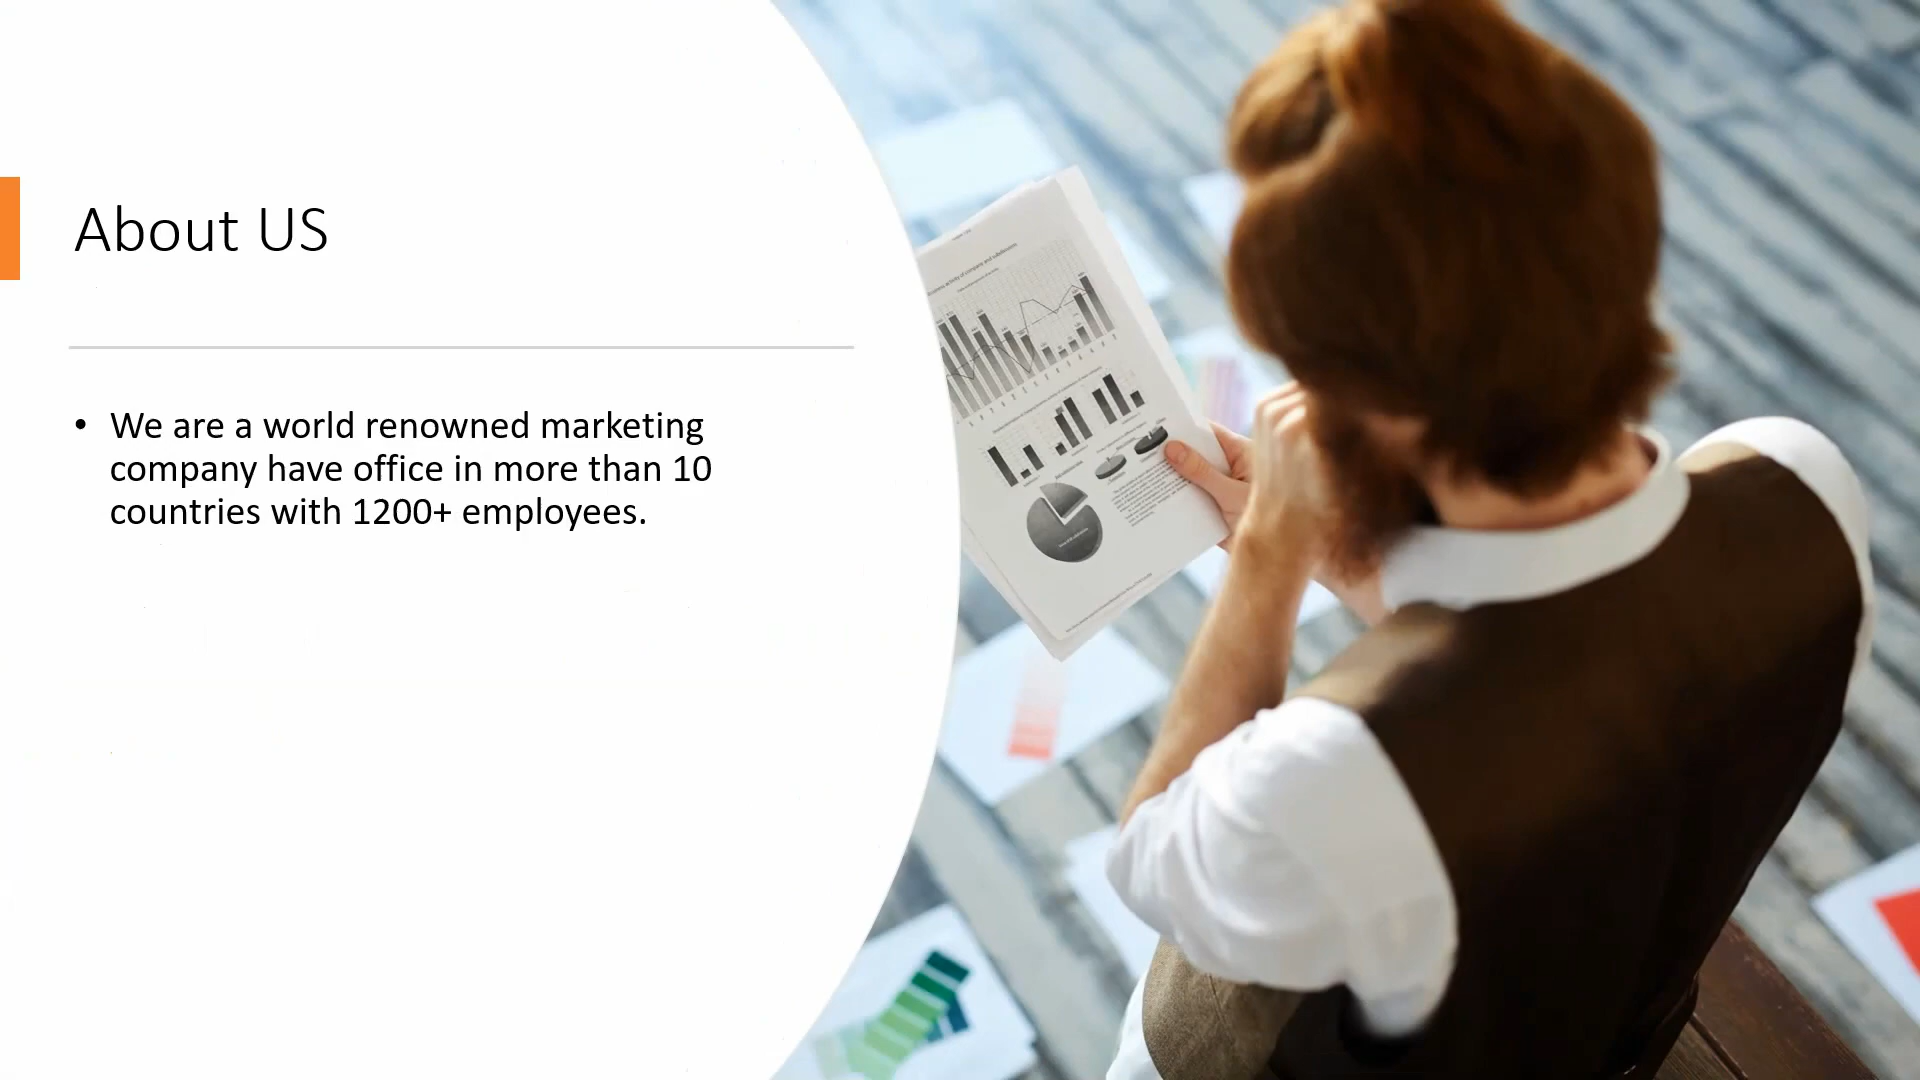 About US
• We are a world renowned marketing
company have office in more than 10
countries with 1200+ employees.